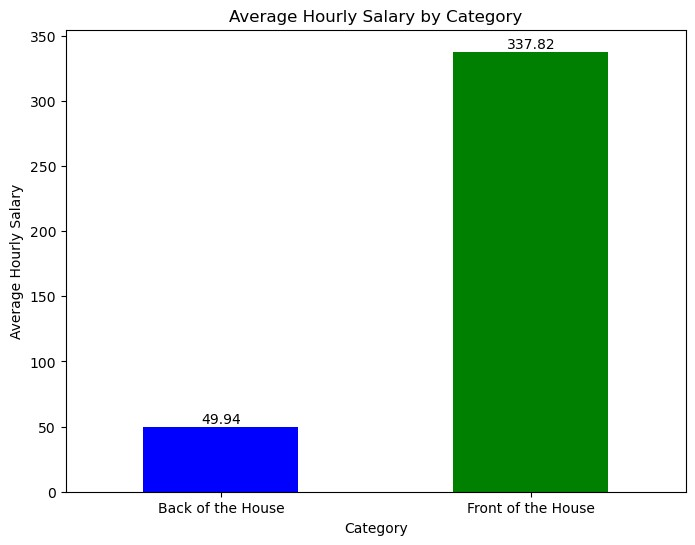 Average Hourly Salary by Category
350
300
250
200
150
100
50
0
Average Hourly Salary
337.82
49.94
Back of the House
Front of the House
Category